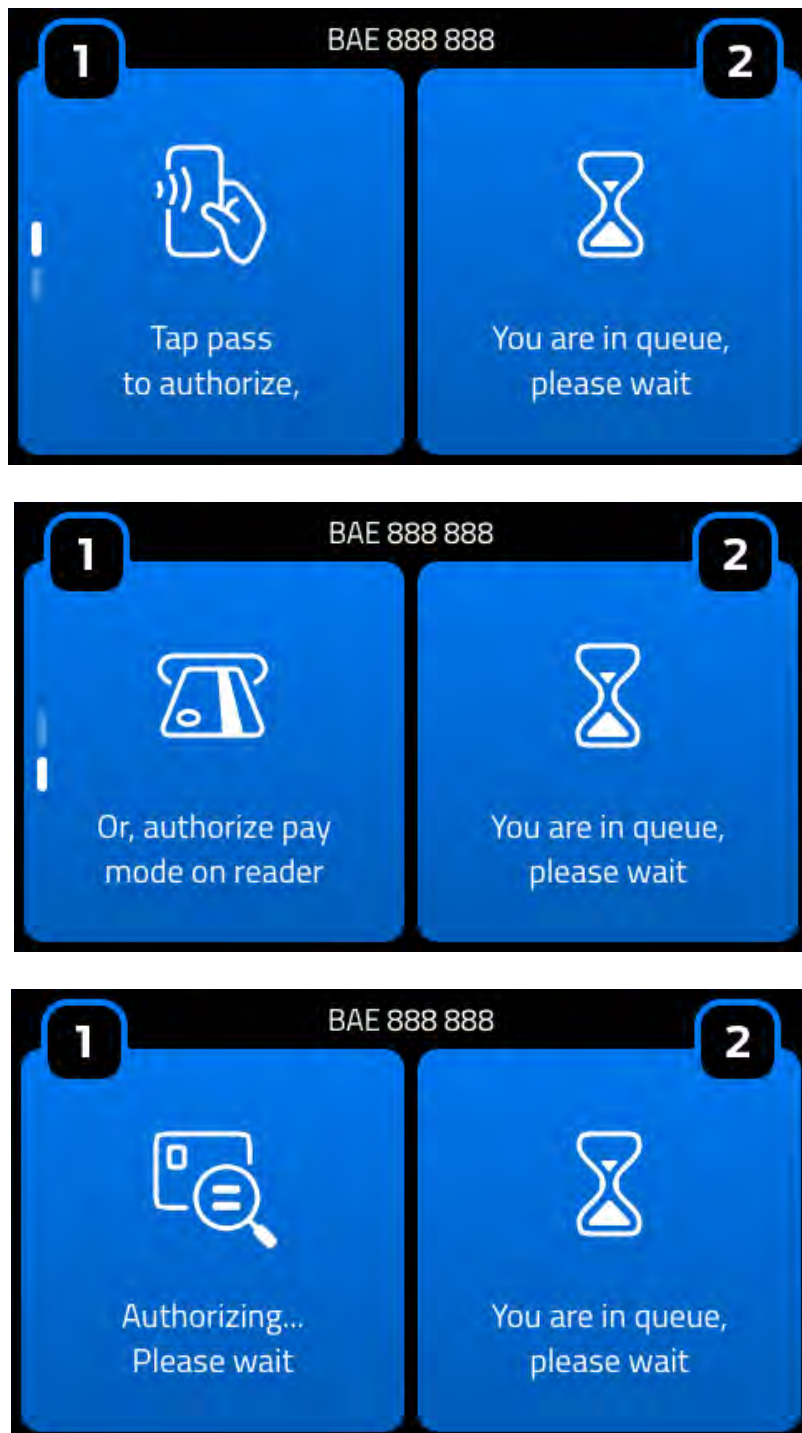 1
BAE 888 888
2
Tap pass
to authorize,
You are in queue,
please wait
1
BAE 888 888
2
Or, authorize pay
mode on reader
You are in queue,
please wait
1
BAE 888 888
2
Authorizing...
Please wait
You are in queue,
please wait